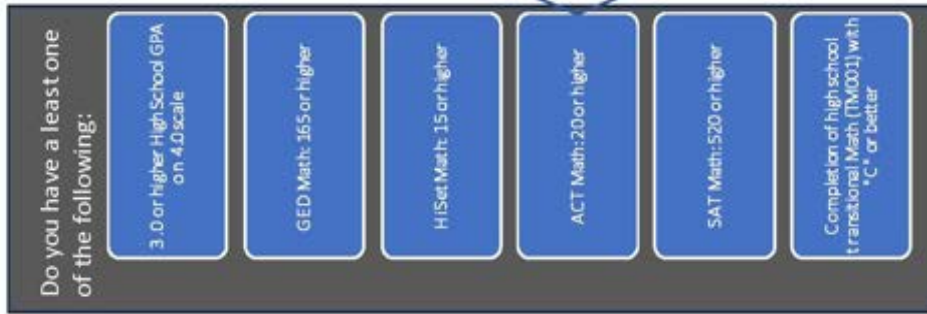 Do you have a least one
of the following:
3.0 or higher High School GPA
on 4.0 scale
GED Math: 165 or higher
HiSet Math: 15 or higher
ACT Math: 20 or higher
SAT Math: 520 or higher
Completion of high school
transitional Math (TM001) with
"C" or better